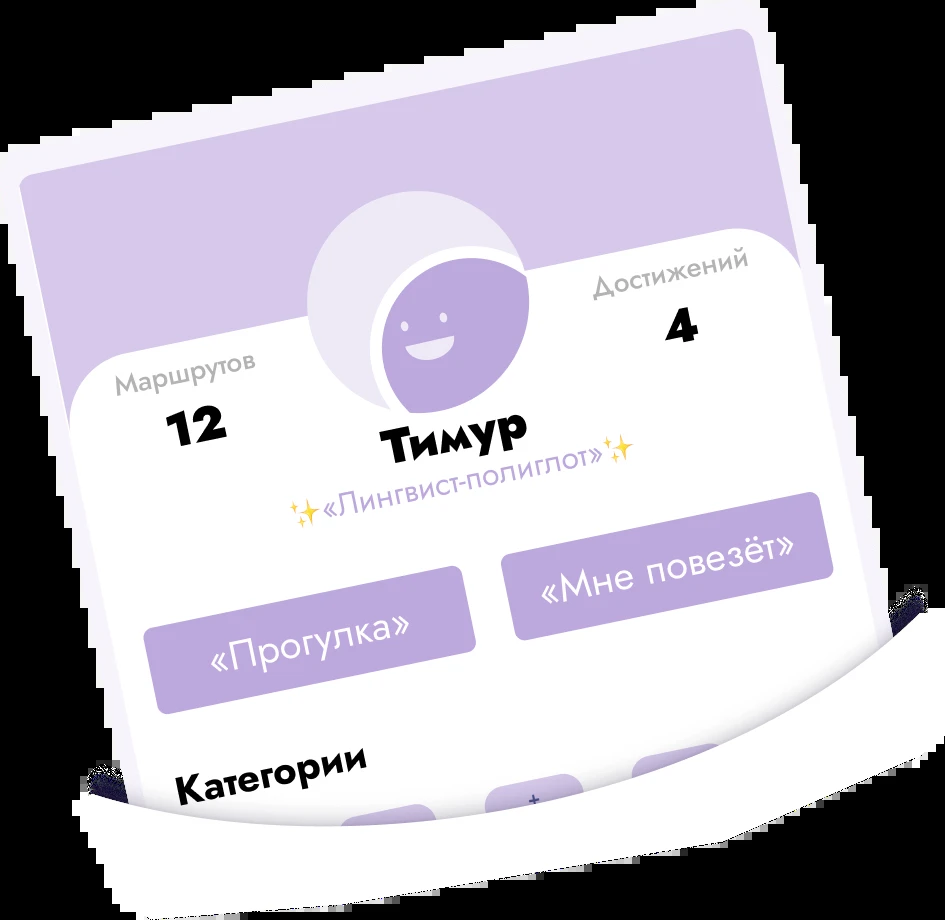 Маршрутов
12
Достижений
4
Тимур
✨«Лингвист-полиглот»✨
«Прогулка»
«Мне повезёт»
Категории
+